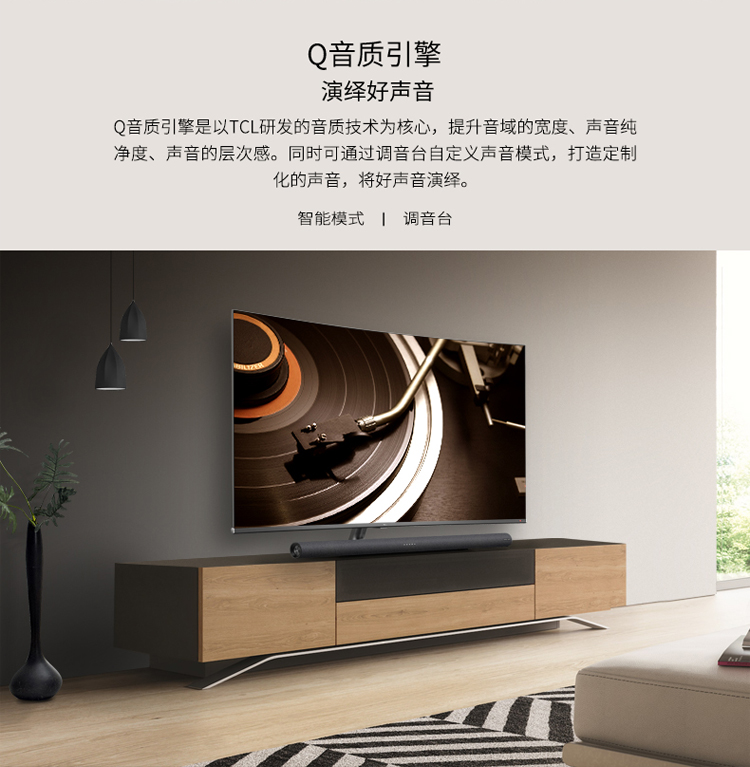 Q音质引擎
演绎好声音
Q音质引擎是以TCL研发的音质技术为核心，提升音域的宽度、声音纯
净度、声音的层次感。同时可通过调音台自定义声音模式，打造定制
化的声音，将好声音演绎。
智能模式 | 调音台
BILIZER